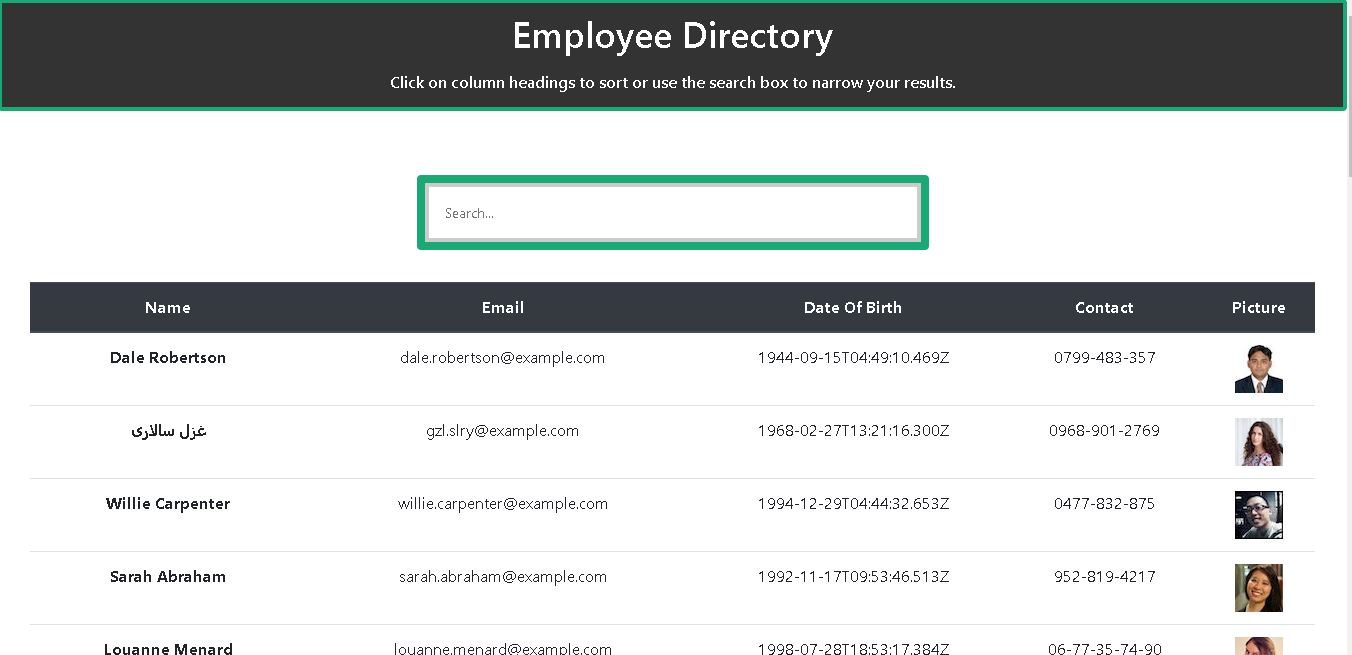 Employee Directory
Click on column headings to sort or use the search box to narrow your results.
Search...
Name Email Date Of Birth Contact Picture
Dale Robertson dale.robertson@example.com 1944-09-15T04:49:10.469Z 0799-483-357
غزل سالاری gzl.slry@example.com 1968-02-27T13:21:16.300Z 0968-901-2769
Willie Carpenter willie.carpenter@example.com 1994-12-29T04:44:32.653Z 0477-832-875
Sarah Abraham sarah.abraham@example.com 1992-11-17T09:53:46.513Z 952-819-4217
Louanne Menard louanne.menard@example.com 1998-07-28T18:53:17.384Z 06-77-35-74-90